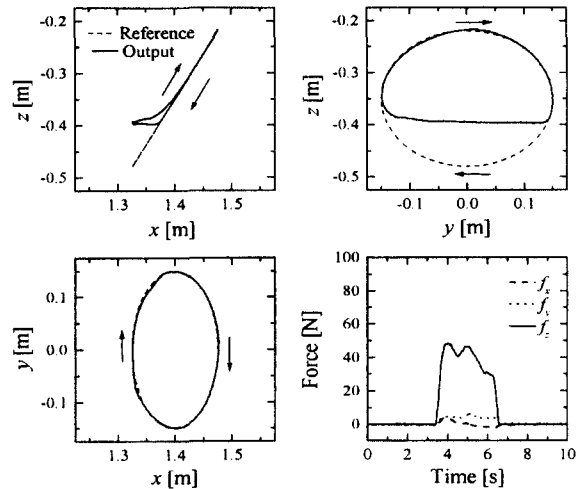 -0.2
-0.3
-0.4
-0.5
z [m]
Reference
Output
1.3 1.4 1.5
x [m]
-0.2
-0.3
-0.4
-0.5
z [m]
-0.1 0.0 0.1
y [m]
0.1
0.0
-0.1
y [m]
1.3 1.4 1.5
x [m]
100
80
60
40
20
0
Force [N]
f_x
f_y
f_z
0 2 4 6 8 10
Time [s]